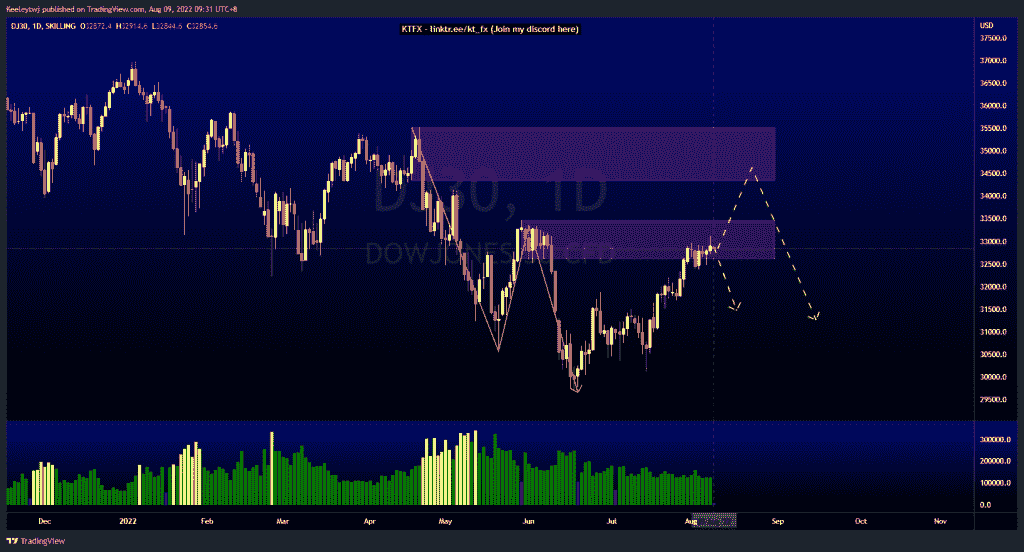 Keeleytwj published on TradingView.com, Aug 09, 2022 09:31 UTC+8
DJ30, 1D, SKILLING O32872.4 H32914.6 L32844.6 C32854.6
KTFX - linktr.ee/kt_fx (Join my discord here)
USD
37500.0
37000.0
36500.0
36000.0
35500.0
35000.0
34500.0
34000.0
33500.0
33000.0
32500.0
32000.0
31500.0
31000.0
30500.0
30000.0
29500.0
DJ30, 1D
DOW JONES 30 CFD
300000.0
200000.0
100000.0
0.0
Dec 2022 Feb Mar Apr May Jun Jul Aug Sep Oct Nov
TradingView